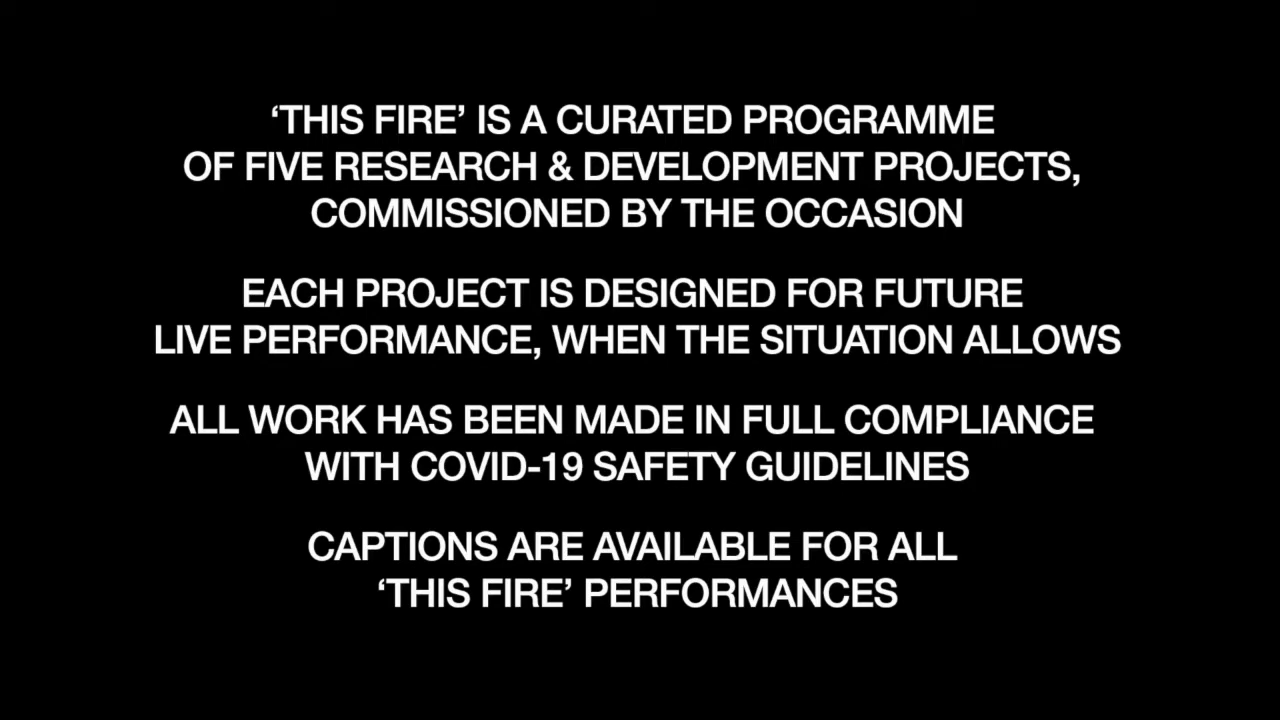 ‘THIS FIRE’ IS A CURATED PROGRAMME
OF FIVE RESEARCH & DEVELOPMENT PROJECTS,
COMMISSIONED BY THE OCCASION
EACH PROJECT IS DESIGNED FOR FUTURE
LIVE PERFORMANCE, WHEN THE SITUATION ALLOWS
ALL WORK HAS BEEN MADE IN FULL COMPLIANCE
WITH COVID-19 SAFETY GUIDELINES
CAPTIONS ARE AVAILABLE FOR ALL
‘THIS FIRE’ PERFORMANCES